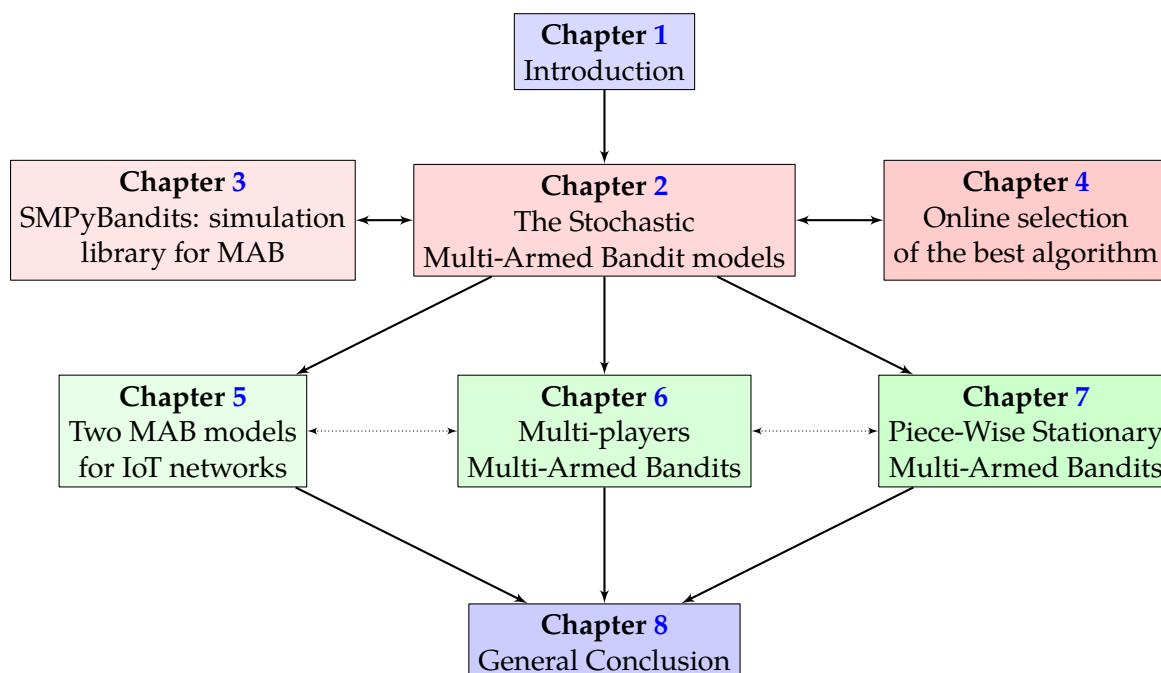 Chapter 1
Introduction
Chapter 3
SMPyBandits: simulation
library for MAB
Chapter 2
The Stochastic
Multi-Armed Bandit models
Chapter 4
Online selection
of the best algorithm
Chapter 5
Two MAB models
for IoT networks
Chapter 6
Multi-players
Multi-Armed Bandits
Chapter 7
Piece-Wise Stationary
Multi-Armed Bandits
Chapter 8
General Conclusion